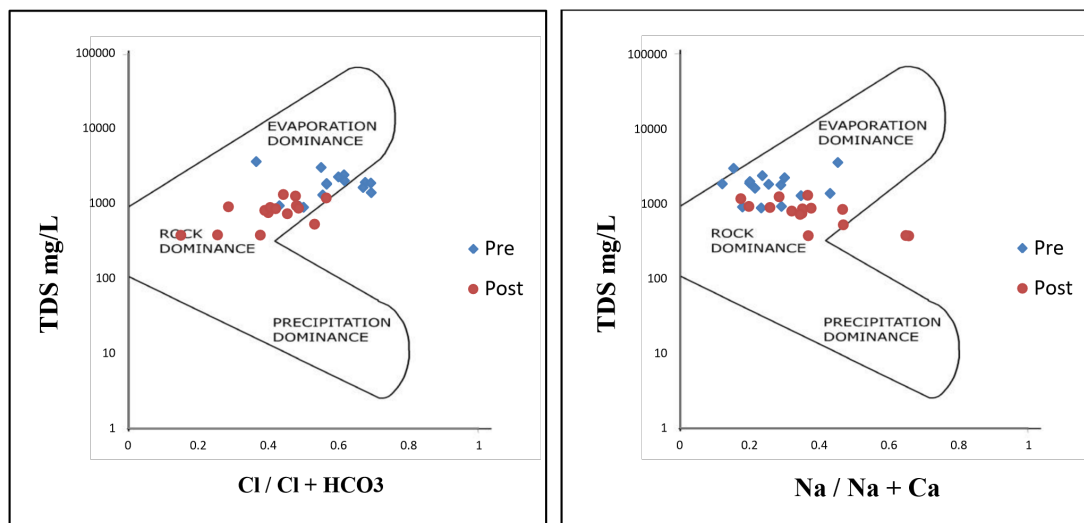 100000
10000
1000
100
10
1
TDS mg/L
EVAPORATION
DOMINANCE
ROCK
DOMINANCE
PRECIPITATION
DOMINANCE
Pre
Post
0
0.2
0.4
0.6
0.8
1
Cl / Cl + HCO3
100000
10000
1000
100
10
1
TDS mg/L
EVAPORATION
DOMINANCE
ROCK
DOMINANCE
PRECIPITATION
DOMINANCE
Pre
Post
0
0.2
0.4
0.6
0.8
1
Na / Na + Ca